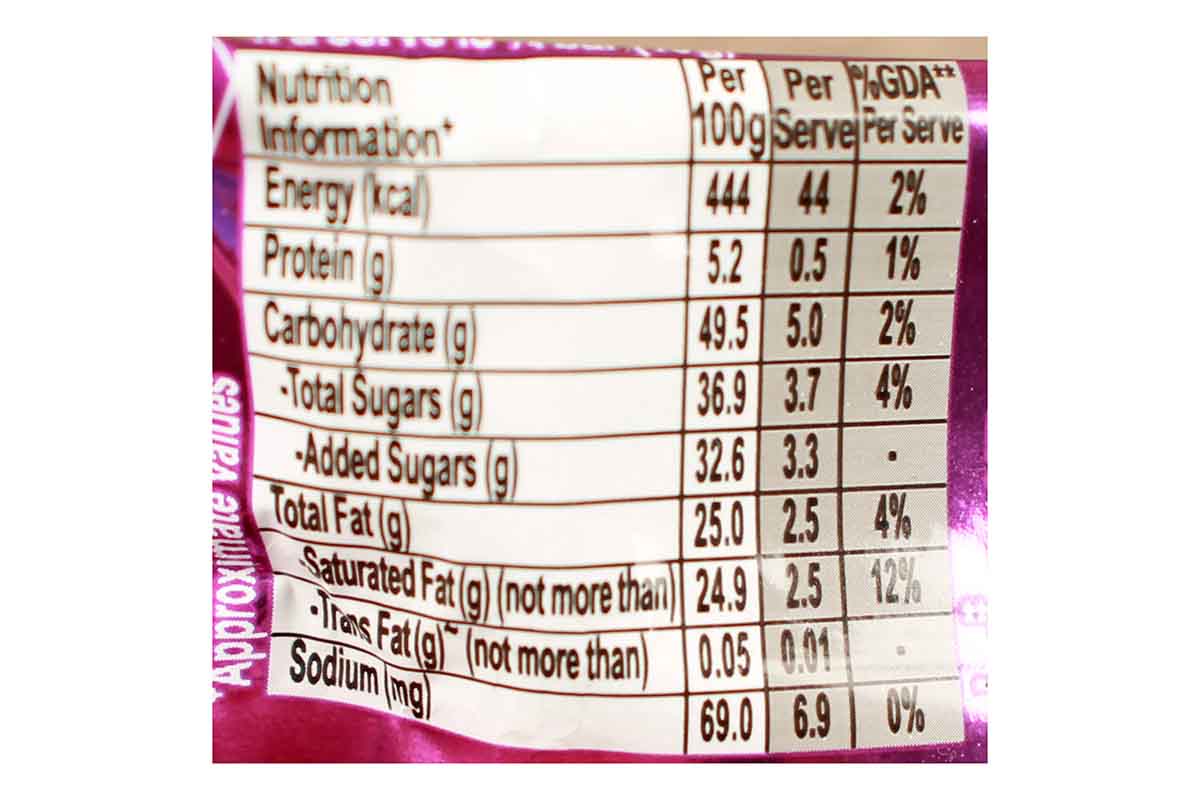 Nutrition Information* Per 100g Per Serve %GDA** Per Serve
Energy (kcal) 444 44 2%
Protein (g) 5.2 0.5 1%
Carbohydrate (g) 49.5 5.0 2%
-Total Sugars (g) 36.9 3.7 4%
-Added Sugars (g) 32.6 3.3 -
Total Fat (g) 25.0 2.5 4%
-Saturated Fat (g) (not more than) 24.9 2.5 12%
-Trans Fat (g)~ (not more than) 0.05 0.01 -
Sodium (mg) 69.0 6.9 0%
*Approximate values